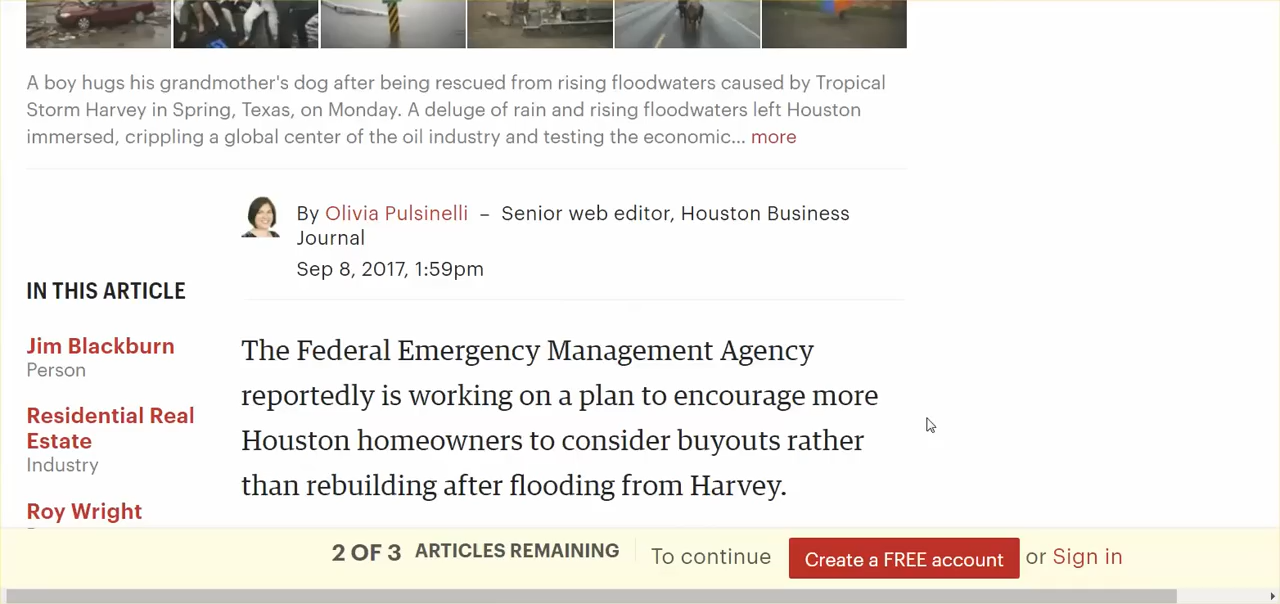 A boy hugs his grandmother's dog after being rescued from rising floodwaters caused by Tropical
Storm Harvey in Spring, Texas, on Monday. A deluge of rain and rising floodwaters left Houston
immersed, crippling a global center of the oil industry and testing the economic... more
By Olivia Pulsinelli – Senior web editor, Houston Business
Journal
Sep 8, 2017, 1:59pm
IN THIS ARTICLE
Jim Blackburn
Person
Residential Real
Estate
Industry
Roy Wright
The Federal Emergency Management Agency
reportedly is working on a plan to encourage more
Houston homeowners to consider buyouts rather
than rebuilding after flooding from Harvey.
2 OF 3 ARTICLES REMAINING To continue Create a FREE account or Sign in